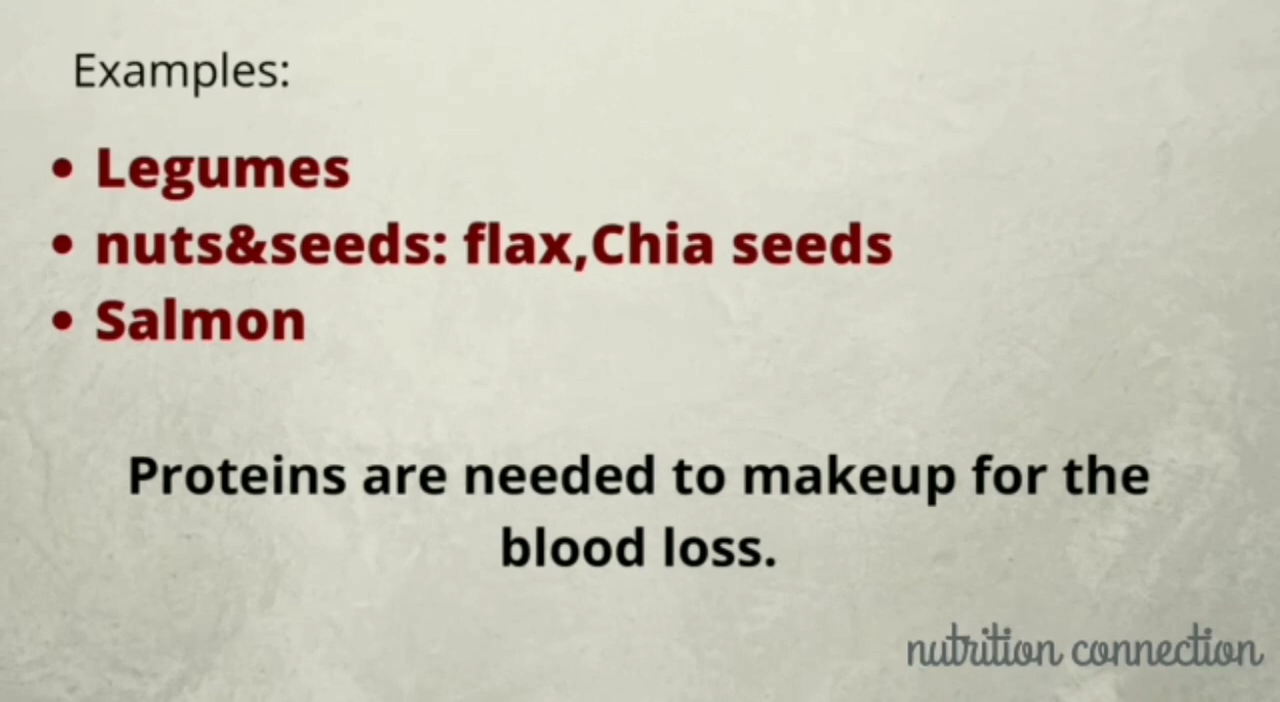 Examples:
• Legumes
• nuts&seeds: flax,Chia seeds
• Salmon
Proteins are needed to makeup for the
blood loss.
nutrition connection